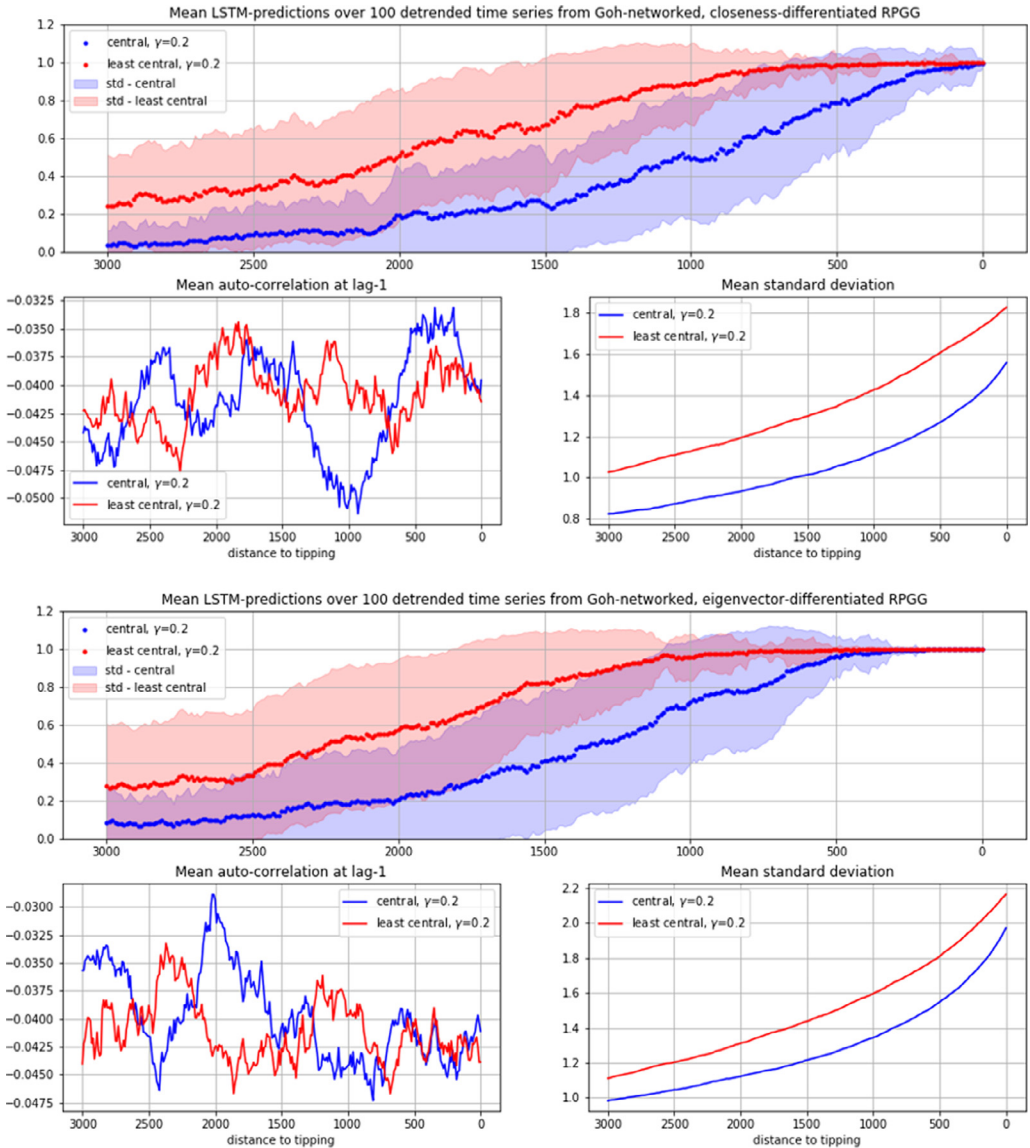 Mean LSTM-predictions over 100 detrended time series from Goh-networked, closeness-differentiated RPGG
1.2
1.0
0.8
0.6
0.4
0.2
0.0
central, γ=0.2
least central, γ=0.2
std - central
std - least central
3000 2500 2000 1500 1000 500 0
Mean auto-correlation at lag-1
−0.0325
−0.0350
−0.0375
−0.0400
−0.0425
−0.0450
−0.0475
−0.0500
central, γ=0.2
least central, γ=0.2
3000 2500 2000 1500 1000 500 0
distance to tipping
Mean standard deviation
1.8
1.6
1.4
1.2
1.0
0.8
central, γ=0.2
least central, γ=0.2
3000 2500 2000 1500 1000 500 0
distance to tipping
Mean LSTM-predictions over 100 detrended time series from Goh-networked, eigenvector-differentiated RPGG
1.2
1.0
0.8
0.6
0.4
0.2
0.0
central, γ=0.2
least central, γ=0.2
std - central
std - least central
3000 2500 2000 1500 1000 500 0
Mean auto-correlation at lag-1
−0.0300
−0.0325
−0.0350
−0.0375
−0.0400
−0.0425
−0.0450
−0.0475
central, γ=0.2
least central, γ=0.2
3000 2500 2000 1500 1000 500 0
distance to tipping
Mean standard deviation
2.2
2.0
1.8
1.6
1.4
1.2
1.0
central, γ=0.2
least central, γ=0.2
3000 2500 2000 1500 1000 500 0
distance to tipping